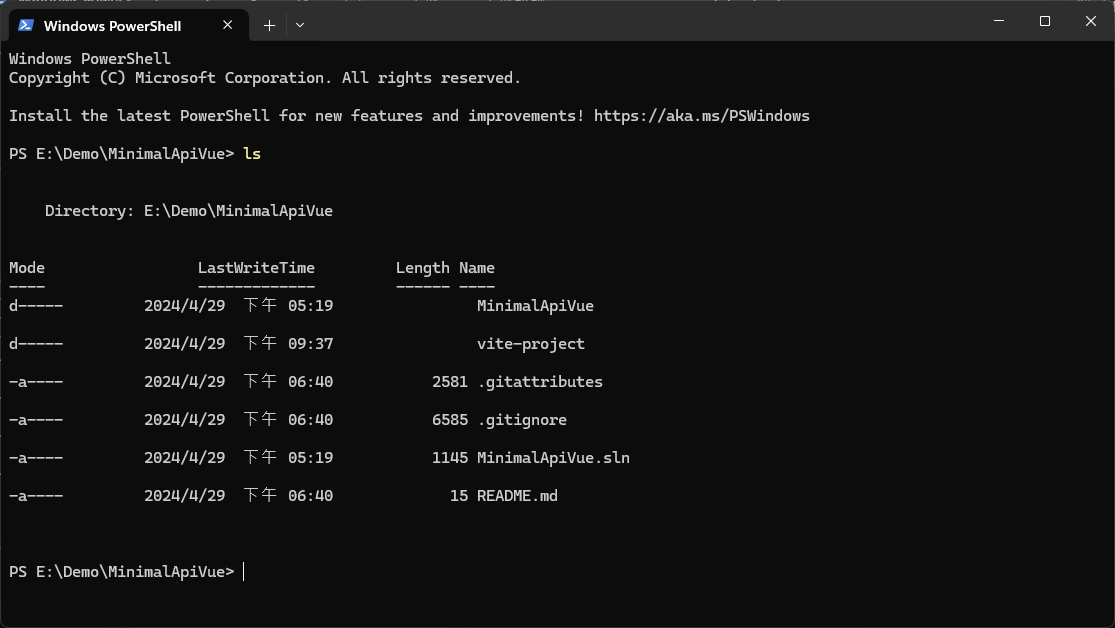 Windows PowerShell
Windows PowerShell
Copyright (C) Microsoft Corporation. All rights reserved.
Install the latest PowerShell for new features and improvements! https://aka.ms/PSWindows
PS E:\Demo\MinimalApiVue> ls
Directory: E:\Demo\MinimalApiVue
Mode LastWriteTime Length Name
---- ------------- ------ ----
d----- 2024/4/29 下午 05:19 MinimalApiVue
d----- 2024/4/29 下午 09:37 vite-project
-a---- 2024/4/29 下午 06:40 2581 .gitattributes
-a---- 2024/4/29 下午 06:40 6585 .gitignore
-a---- 2024/4/29 下午 05:19 1145 MinimalApiVue.sln
-a---- 2024/4/29 下午 06:40 15 README.md
PS E:\Demo\MinimalApiVue>